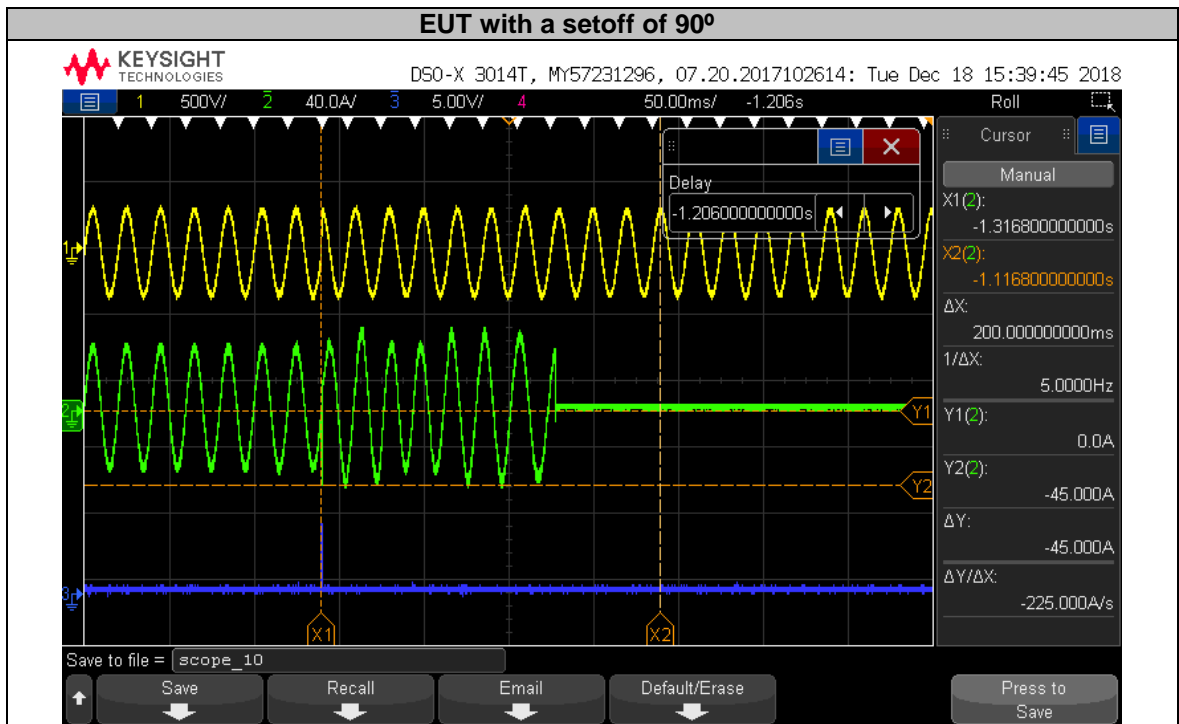 EUT with a setoff of 90º
KEYSIGHT
TECHNOLOGIES
DSO-X 3014T, MY57231296, 07.20.2017102614: Tue Dec 18 15:39:45 2018
1 500V/ 2 40.0A/ 3 5.00V/ 4 50.00ms/ -1.206s Roll
Delay
-1.206000000000s
Cursor
Manual
X1(2):
-1.316800000000s
X2(2):
-1.116800000000s
ΔX:
200.000000000ms
1/ΔX:
5.0000Hz
Y1(2):
0.0A
Y2(2):
-45.000A
ΔY:
-45.000A
ΔY/ΔX:
-225.000A/s
1
2
3
Y1
Y2
X1
X2
Save to file = scope_10
Save
Recall
Email
Default/Erase
Press to
Save